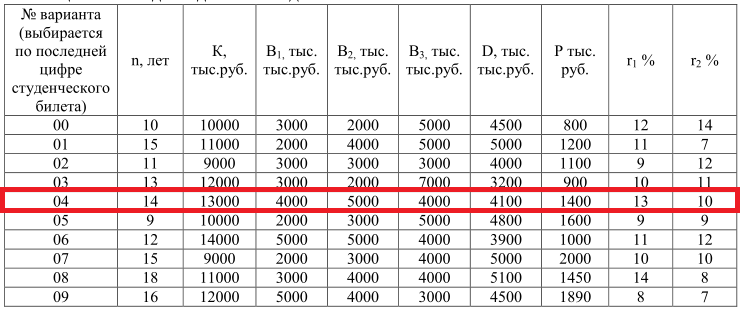 № варианта (выбирается по последней цифре студенческого билета) n, лет К, тыс.руб. В1, тыс. тыс.руб. В2, тыс. тыс.руб. В3, тыс. тыс.руб. D, тыс. тыс.руб. Р тыс. руб. r1 % r2 %
00 10 10000 3000 2000 5000 4500 800 12 14
01 15 11000 2000 4000 5000 5000 1200 11 7
02 11 9000 3000 3000 3000 4000 1100 9 12
03 13 12000 3000 2000 7000 3200 900 10 11
04 14 13000 4000 5000 4000 4100 1400 13 10
05 9 10000 2000 3000 5000 4800 1600 9 9
06 12 14000 5000 5000 4000 3900 1000 11 12
07 15 9000 2000 3000 4000 5000 2000 10 10
08 18 11000 3000 4000 4000 5100 1450 14 8
09 16 12000 5000 4000 3000 4500 1890 8 7